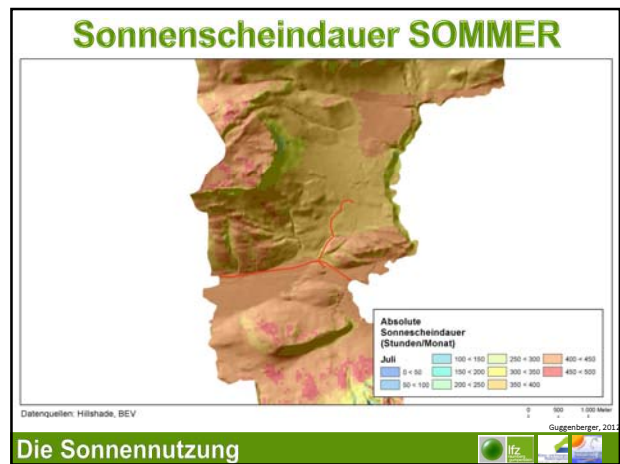 Sonnenscheindauer SOMMER
Absolute
Sonnescheindauer
(Stunden/Monat)
Juli
0 < 50
50 < 100
100 < 150
150 < 200
200 < 250
250 < 300
300 < 350
350 < 400
400 < 450
450 < 500
Datenquellen: Hillshade, BEV
0 500 1.000 Meter
Guggenberger, 2012
Die Sonnennutzung
lfz